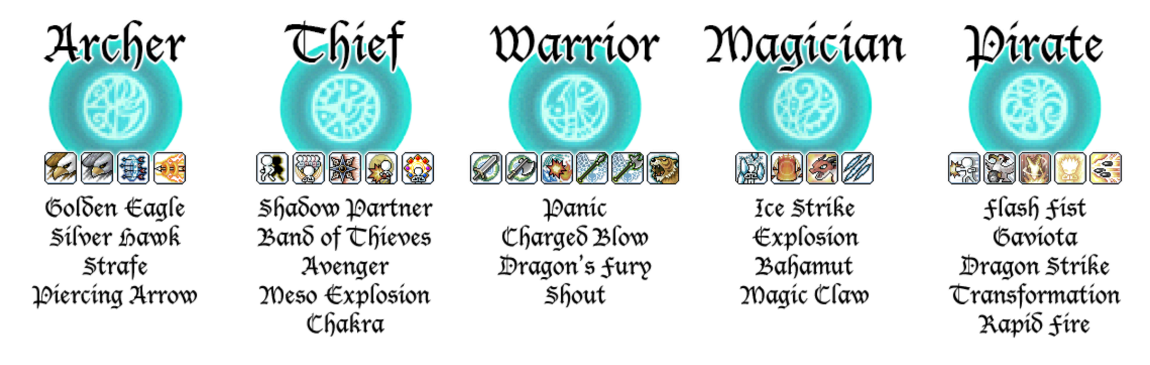 Archer
Golden Eagle
Silver Hawk
Strafe
Piercing Arrow
Thief
Shadow Partner
Band of Thieves
Avenger
Meso Explosion
Chakra
Warrior
Panic
Charged Blow
Dragon's Fury
Shout
Magician
Ice Strike
Explosion
Bahamut
Magic Claw
Pirate
Flash Fist
Gaviota
Dragon Strike
Transformation
Rapid Fire